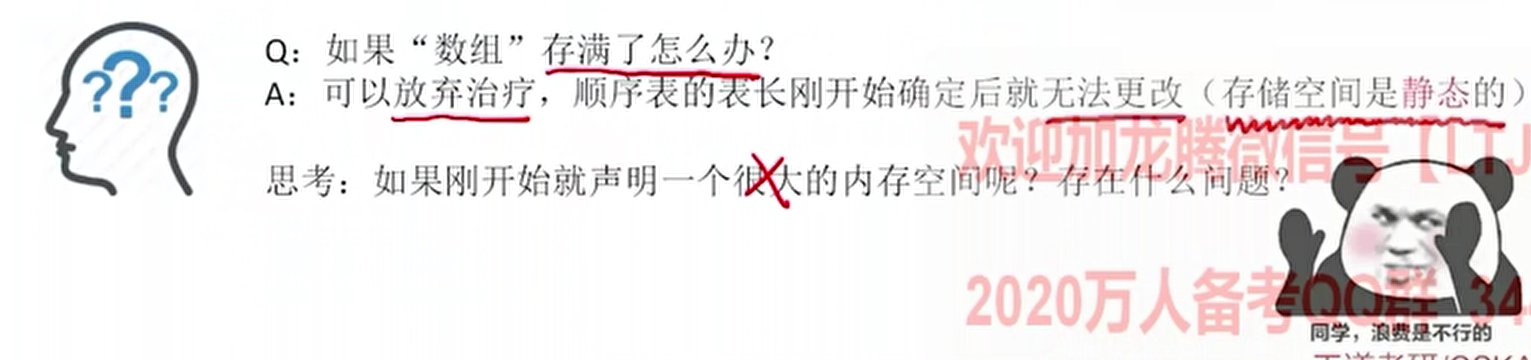 ???
Q：如果“数组”存满了怎么办？
A：可以放弃治疗，顺序表的表长刚开始确定后就无法更改（存储空间是静态的）
欢迎加龙腾微信号【LTJ
思考：如果刚开始就声明一个很大的内存空间呢？存在什么问题？
2020万人备考QQ群 34
同学，浪费是不行的